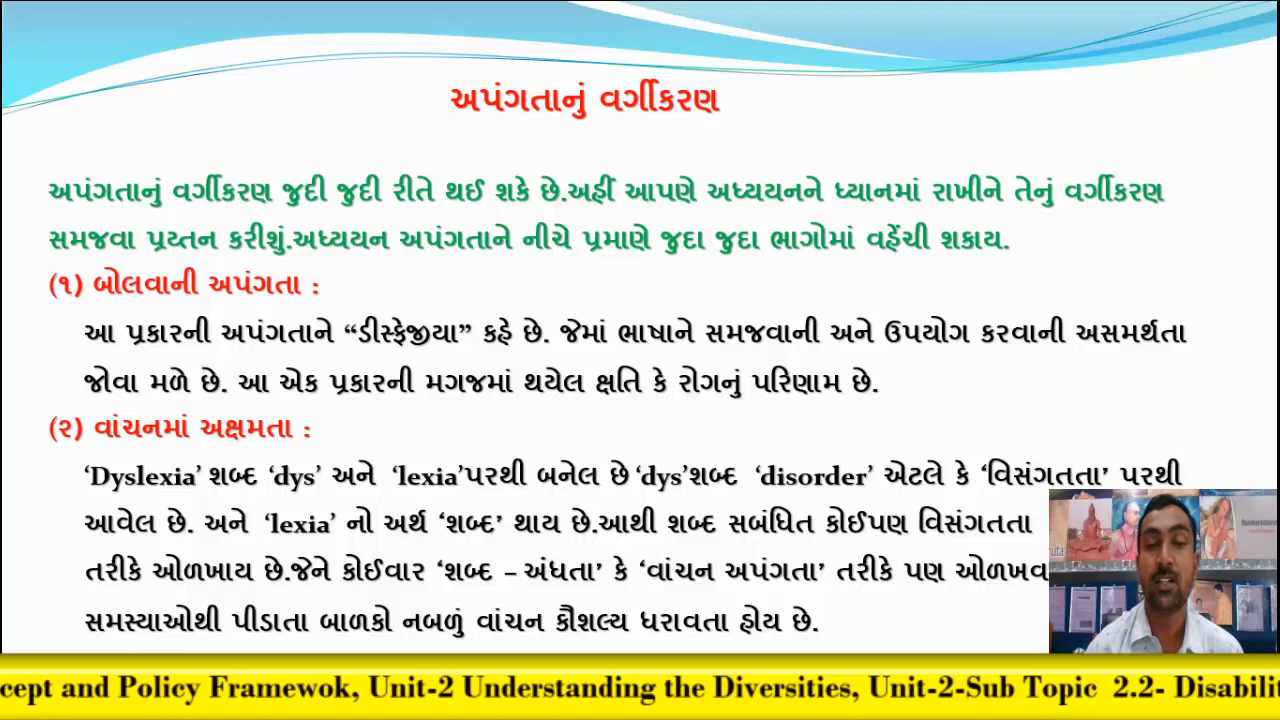 અપંગતાનું વર્ગીકરણ
અપંગતાનું વર્ગીકરણ જુદી જુદી રીતે થઈ શકે છે.અહીં આપણે અધ્યયનને ધ્યાનમાં રાખીને તેનું વર્ગીકરણ
સમજવા પ્રય્તન કરીશું.અધ્યયન અપંગતાને નીચે પ્રમાણે જુદા જુદા ભાગોમાં વહેંચી શકાય.
(૧) બોલવાની અપંગતા :
આ પ્રકારની અપંગતાને “ડીસ્ફેજીયા” કહે છે. જેમાં ભાષાને સમજવાની અને ઉપયોગ કરવાની અસમર્થતા
જોવા મળે છે. આ એક પ્રકારની મગજમાં થયેલ ક્ષતિ કે રોગનું પરિણામ છે.
(૨) વાંચનમાં અક્ષમતા :
‘Dyslexia’ શબ્દ ‘dys’ અને ‘lexia’પરથી બનેલ છે ‘dys’શબ્દ ‘disorder’ એટલે કે ‘વિસંગતતા’ પરથી
આવેલ છે. અને ‘lexia’ નો અર્થ ‘શબ્દ’ થાય છે.આથી શબ્દ સબંધિત કોઈપણ વિસંગતતા
તરીકે ઓળખાય છે.જેને કોઈવાર ‘શબ્દ – અંધતા’ કે ‘વાંચન અપંગતા’ તરીકે પણ ઓળખવ
સમસ્યાઓથી પીડાતા બાળકો નબળું વાંચન કૌશલ્ય ધરાવતા હોય છે.
cept and Policy Framewok, Unit-2 Understanding the Diversities, Unit-2-Sub Topic 2.2- Disabilit